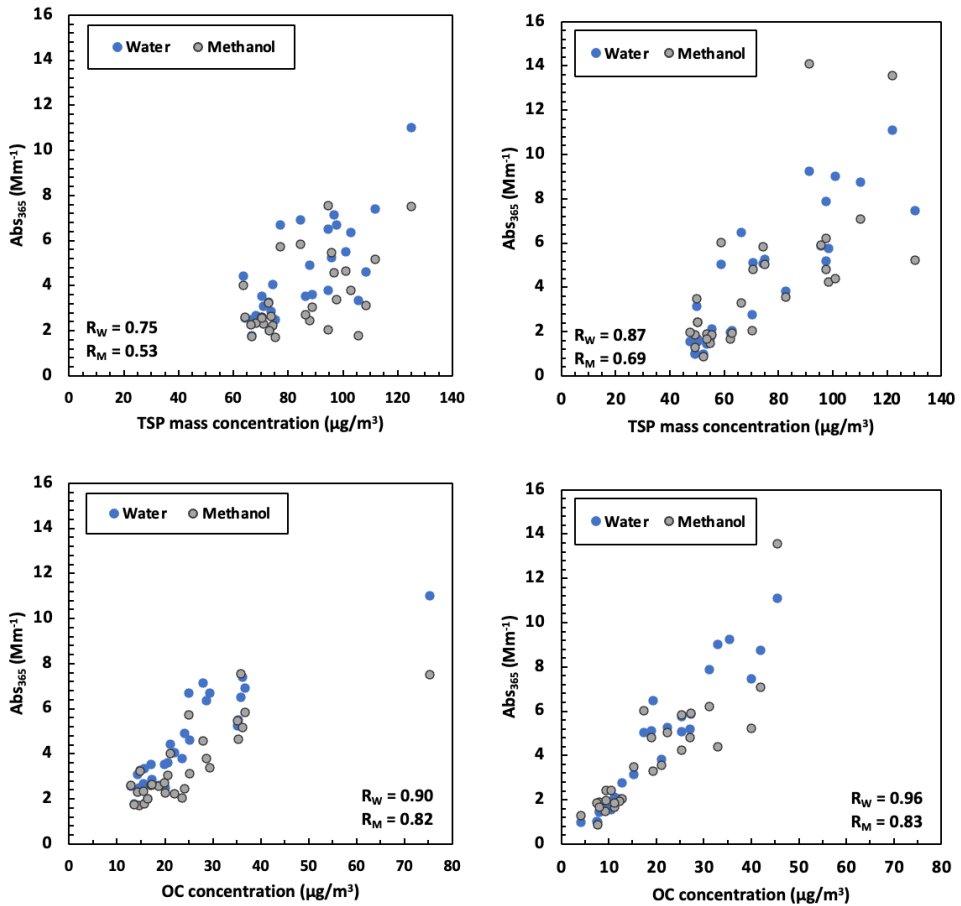 16
14
12
10
8
6
4
2
0
Abs365 (Mm-1)
Water Methanol
RW = 0.75
RM = 0.53
0 20 40 60 80 100 120 140
TSP mass concentration (µg/m3)
16
14
12
10
8
6
4
2
0
Abs365 (Mm-1)
Water Methanol
RW = 0.87
RM = 0.69
0 20 40 60 80 100 120 140
TSP mass concentration (µg/m3)
16
14
12
10
8
6
4
2
0
Abs365 (Mm-1)
Water Methanol
RW = 0.90
RM = 0.82
0 10 20 30 40 50 60 70 80
OC concentration (µg/m3)
16
14
12
10
8
6
4
2
0
Abs365 (Mm-1)
Water Methanol
RW = 0.96
RM = 0.83
0 10 20 30 40 50 60 70 80
OC concentration (µg/m3)